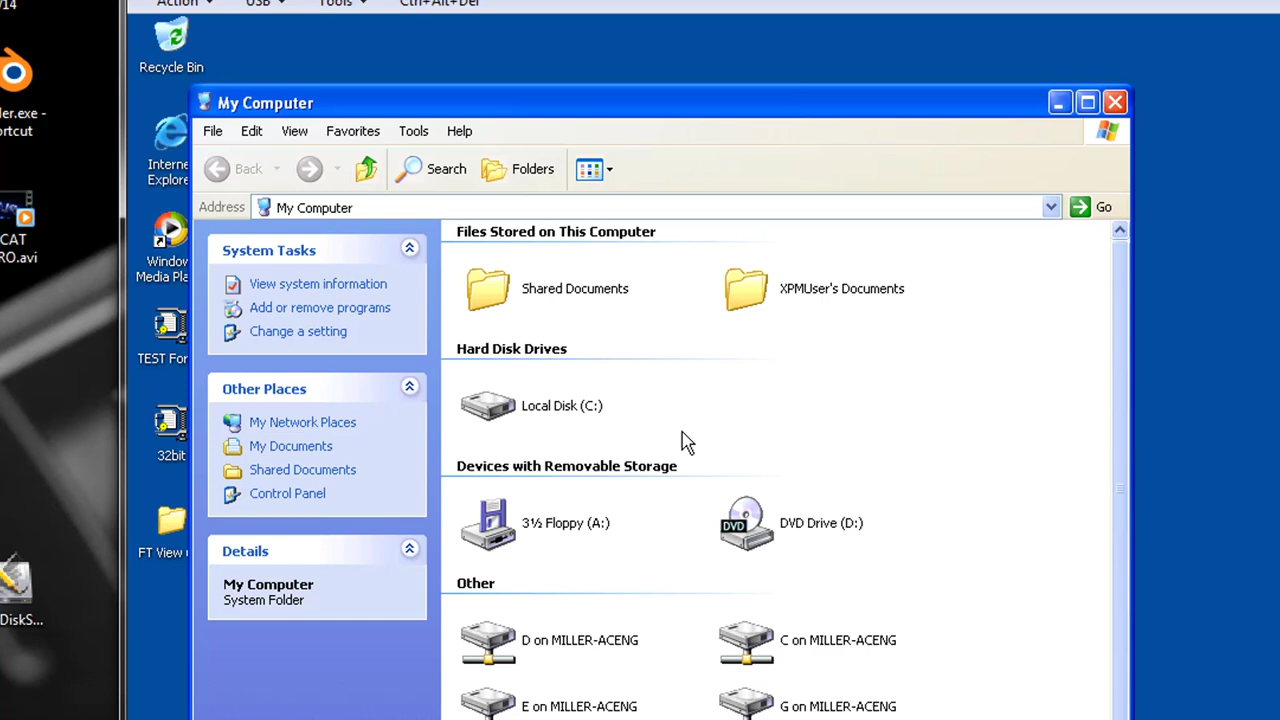 /14
Action
USB
Tools
Ctrl+Alt+Del
Recycle Bin
der.exe -
ortcut
Interne
Explore
CAT
RO.avi
Window
Media Pla
TEST For
32bit
FT View
DiskS...
My Computer
File
Edit
View
Favorites
Tools
Help
Back
Search
Folders
Address
My Computer
Go
System Tasks
View system information
Add or remove programs
Change a setting
Other Places
My Network Places
My Documents
Shared Documents
Control Panel
Details
My Computer
System Folder
Files Stored on This Computer
Shared Documents
XPMUser's Documents
Hard Disk Drives
Local Disk (C:)
Devices with Removable Storage
3½ Floppy (A:)
DVD
DVD Drive (D:)
Other
D on MILLER-ACENG
C on MILLER-ACENG
E on MILLER-ACENG
G on MILLER-ACENG